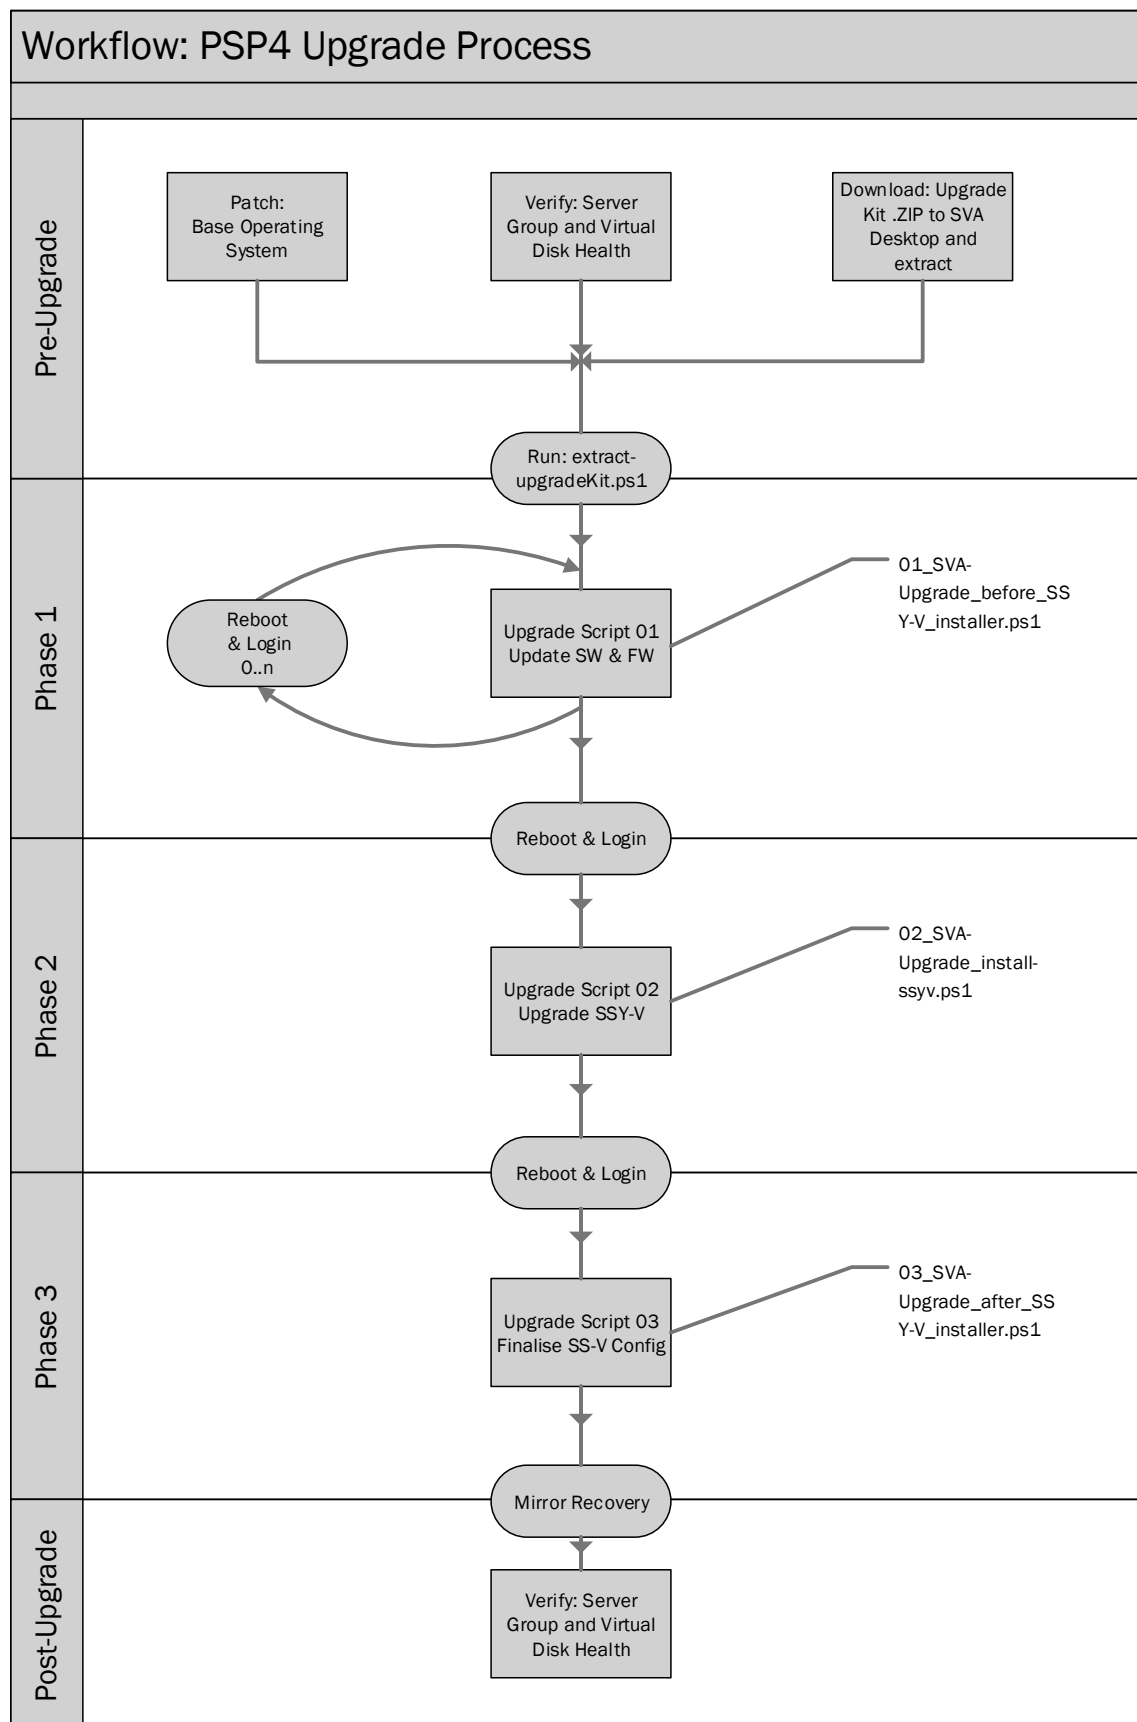 Workflow: PSP4 Upgrade Process
Pre-Upgrade
Patch:
Base Operating
System
Verify: Server
Group and Virtual
Disk Health
Download: Upgrade
Kit .ZIP to SVA
Desktop and
extract
Run: extract-
upgradeKit.ps1
Phase 1
Reboot
& Login
0..n
Upgrade Script 01
Update SW & FW
01_SVA-
Upgrade_before_SS
Y-V_installer.ps1
Reboot & Login
Phase 2
Upgrade Script 02
Upgrade SSY-V
02_SVA-
Upgrade_install-
ssyv.ps1
Reboot & Login
Phase 3
Upgrade Script 03
Finalise SS-V Config
03_SVA-
Upgrade_after_SS
Y-V_installer.ps1
Mirror Recovery
Post-Upgrade
Verify: Server
Group and Virtual
Disk Health